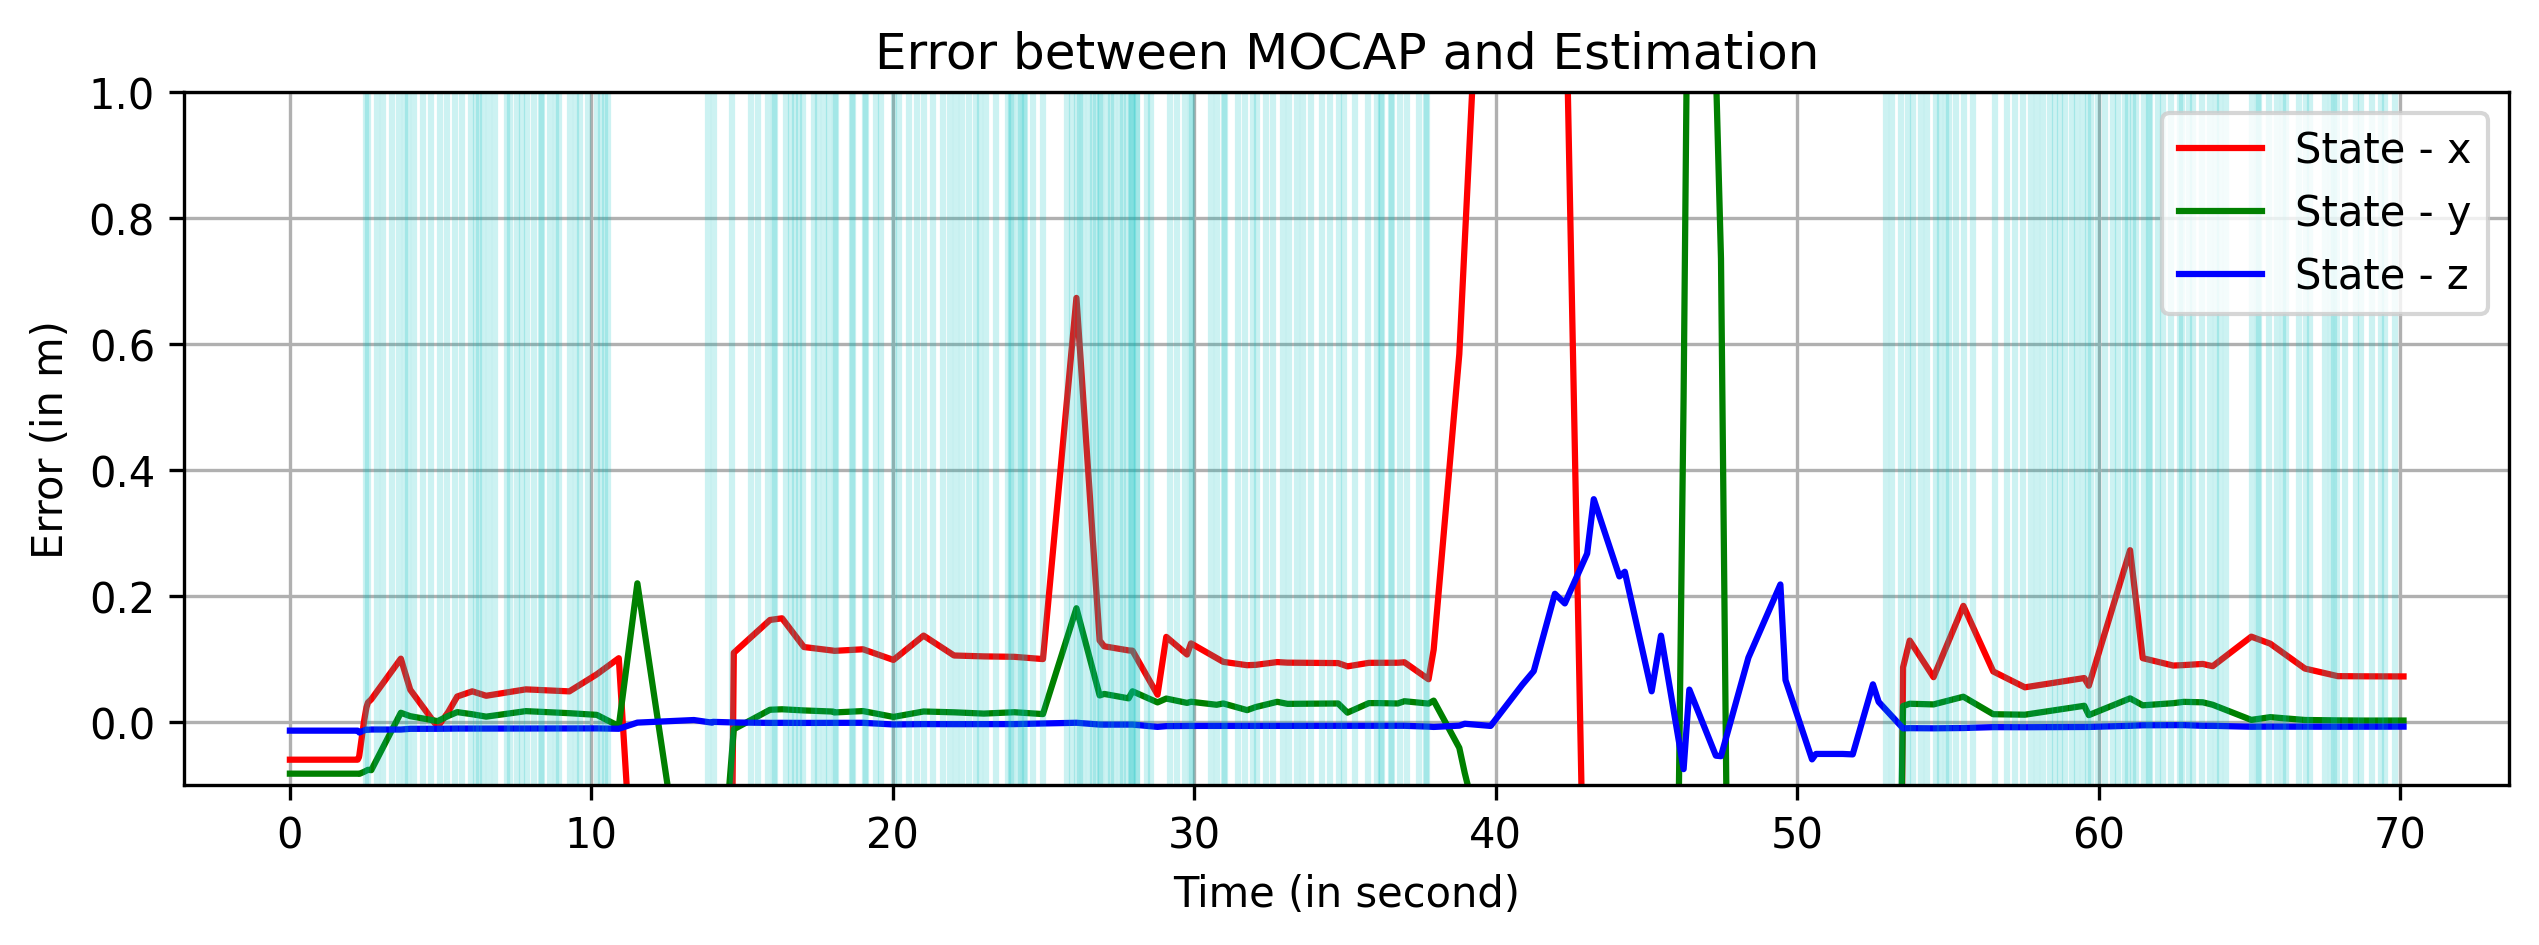 Error between MOCAP and Estimation
1.0
0.8
0.6
0.4
0.2
0.0
Error (in m)
State - x
State - y
State - z
0 10 20 30 40 50 60 70
Time (in second)